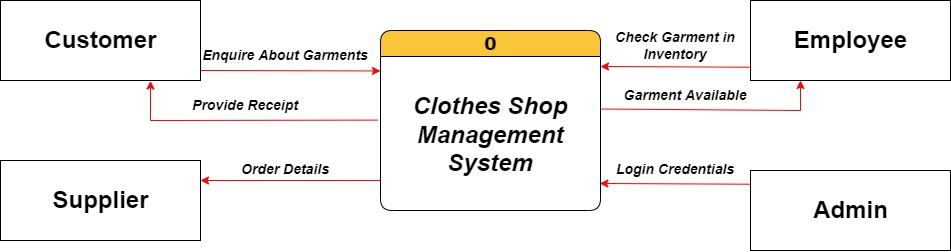 Customer
Enquire About Garments
Provide Receipt
0
Clothes Shop
Management
System
Check Garment in
Inventory
Employee
Garment Available
Supplier
Order Details
Login Credentials
Admin